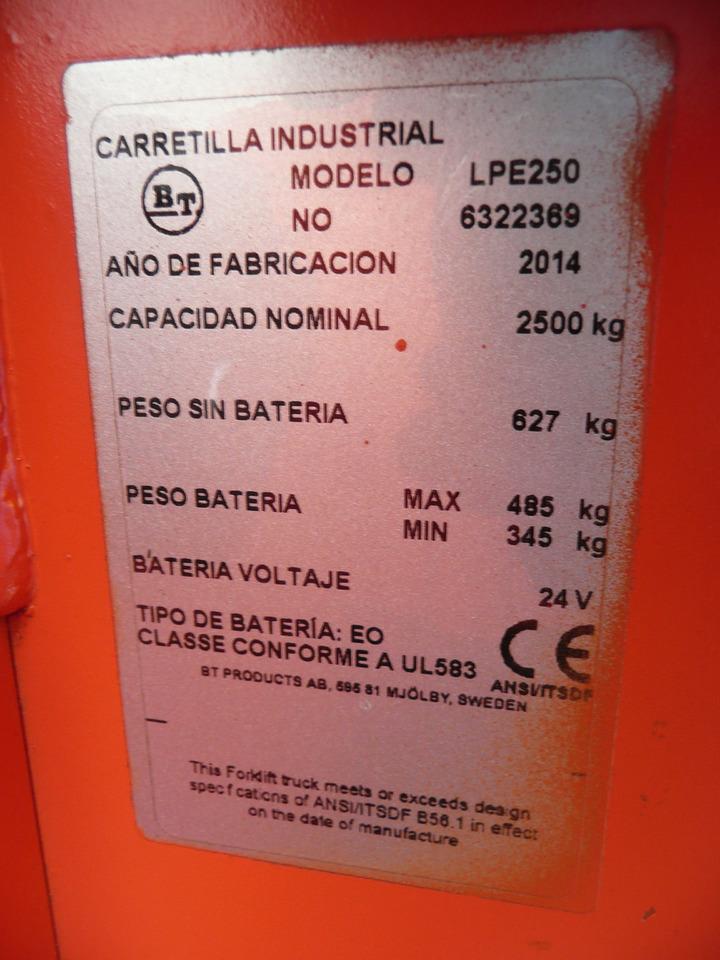 CARRETILLA INDUSTRIAL
BT
MODELO LPE250
NO 6322369
AÑO DE FABRICACION 2014
CAPACIDAD NOMINAL 2500 kg
PESO SIN BATERIA 627 kg
PESO BATERIA MAX 485 kg
MIN 345 kg
BATERIA VOLTAJE 24 V
TIPO DE BATERÍA: EO
CLASSE CONFORME A UL583
CE
ANSI/ITSDF
BT PRODUCTS AB, 595 81 MJÖLBY, SWEDEN
This Forklift truck meets or exceeds design
specifications of ANSI/ITSDF B56.1 in effect
on the date of manufacture